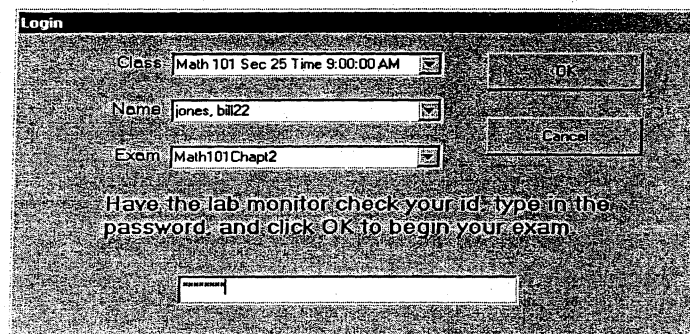 Login
Class Math 101 Sec 25 Time 9:00:00 AM
OK
Name jones, bill22
Cancel
Exam Math101Chapt2
Have the lab monitor check your id, type in the
password, and click OK to begin your exam.
********